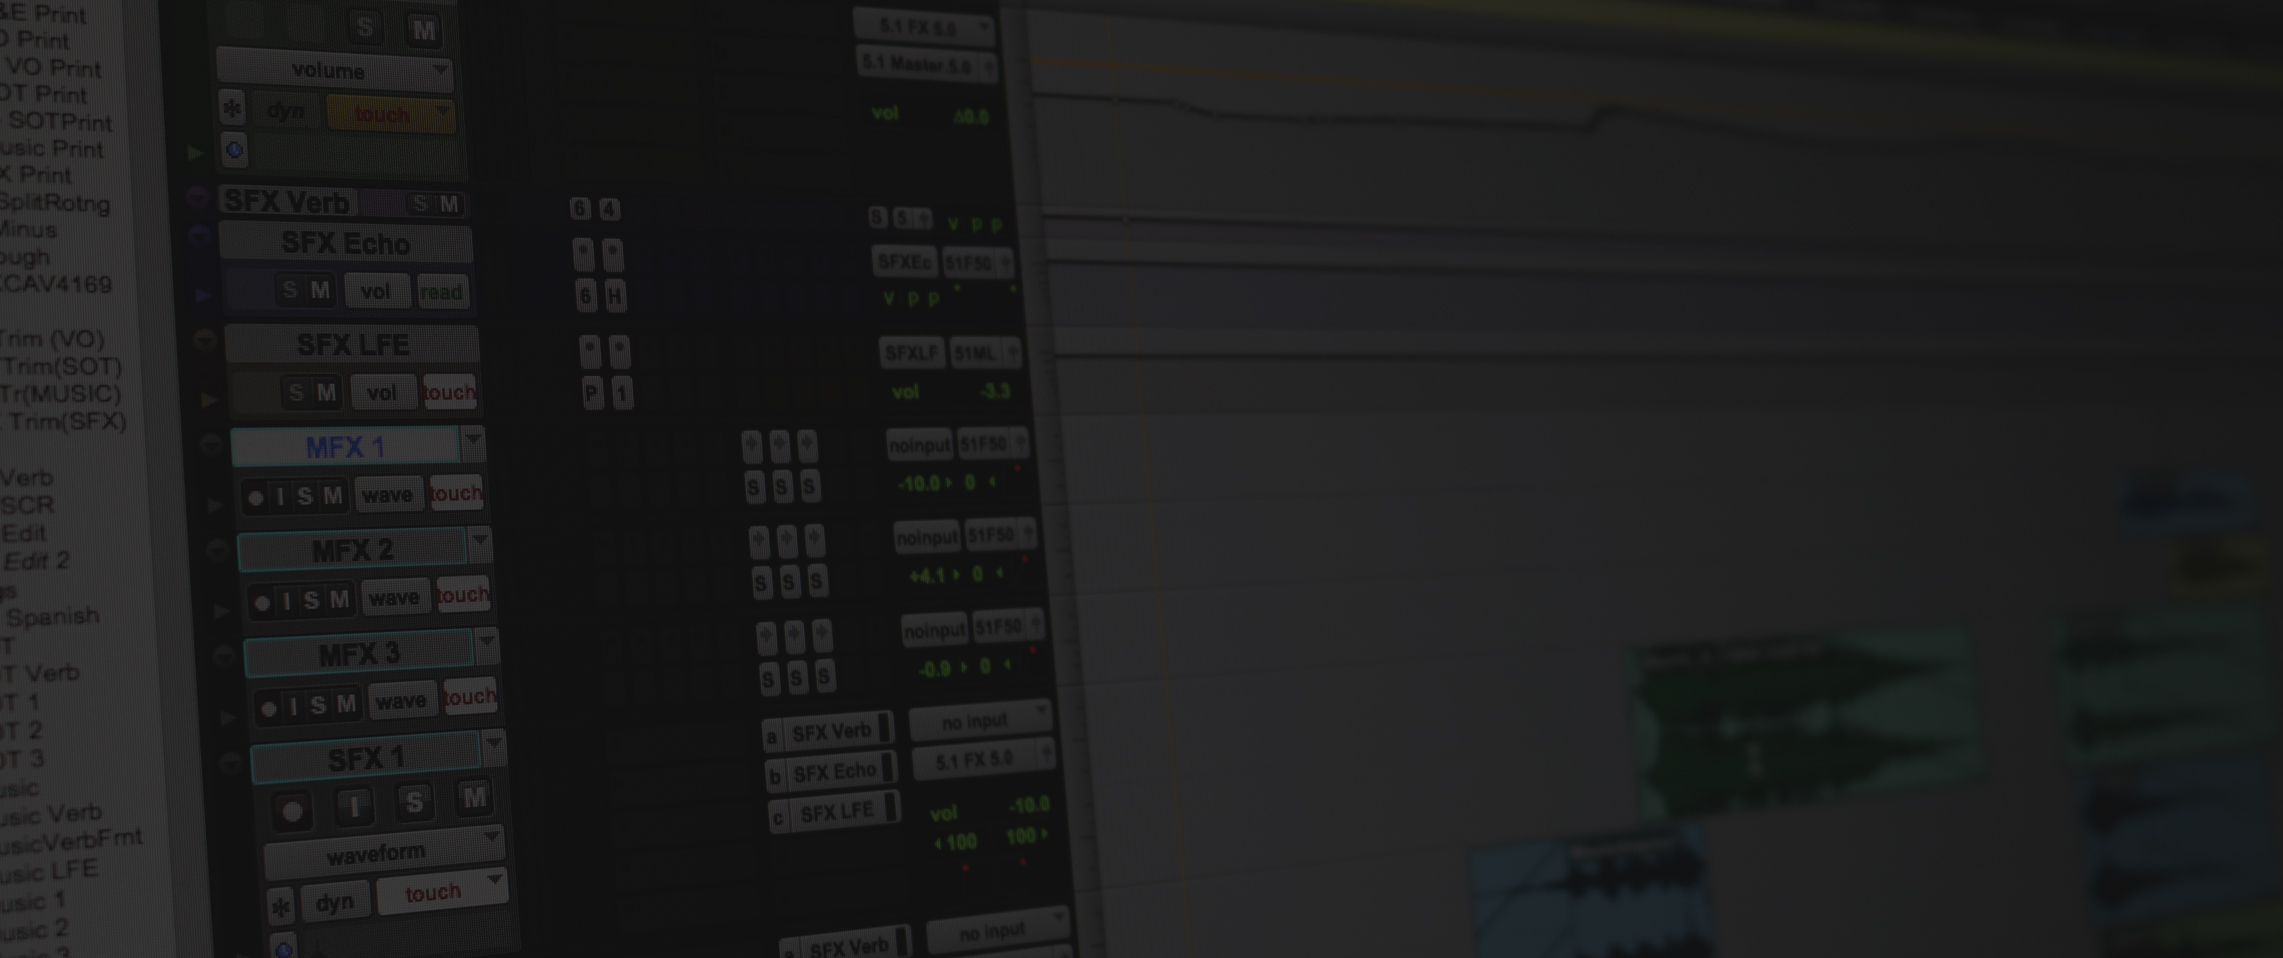 &E Print
Print
VO Print
OT Print
SOTPrint
usic Print
X Print
SplitRotng
Minus
ough
CAV4169
Trim (VO)
Trim(SOT)
Tr(MUSIC)
Trim(SFX)
Verb
SCR
Edit
Edit 2
gs
Spanish
OT
OT Verb
OT 1
OT 2
OT 3
usic
usic Verb
usicVerbFrnt
usic LFE
usic 1
usic 2
S M
volume
* dyn touch
5.1 FX 5.0
5.1 Master.5.0
vol Δ0.0
SFX Verb S M
6 4
S 5 v p p
SFX Echo
S M vol read
6 H
SFXEc 51F50
v p p
SFX LFE
S M vol touch
P 1
SFXLF 51ML
vol -3.3
MFX 1
I S M wave touch
S S S
noinput 51F50
-10.0 0
MFX 2
I S M wave touch
S S S
noinput 51F50
+4.1 0
MFX 3
I S M wave touch
S S S
noinput 51F50
-0.9 0
SFX 1
I S M
waveform
* dyn touch
a SFX Verb
b SFX Echo
c SFX LFE
no input
5.1 FX 5.0
vol -10.0
100 100
a SFX Verb
no input